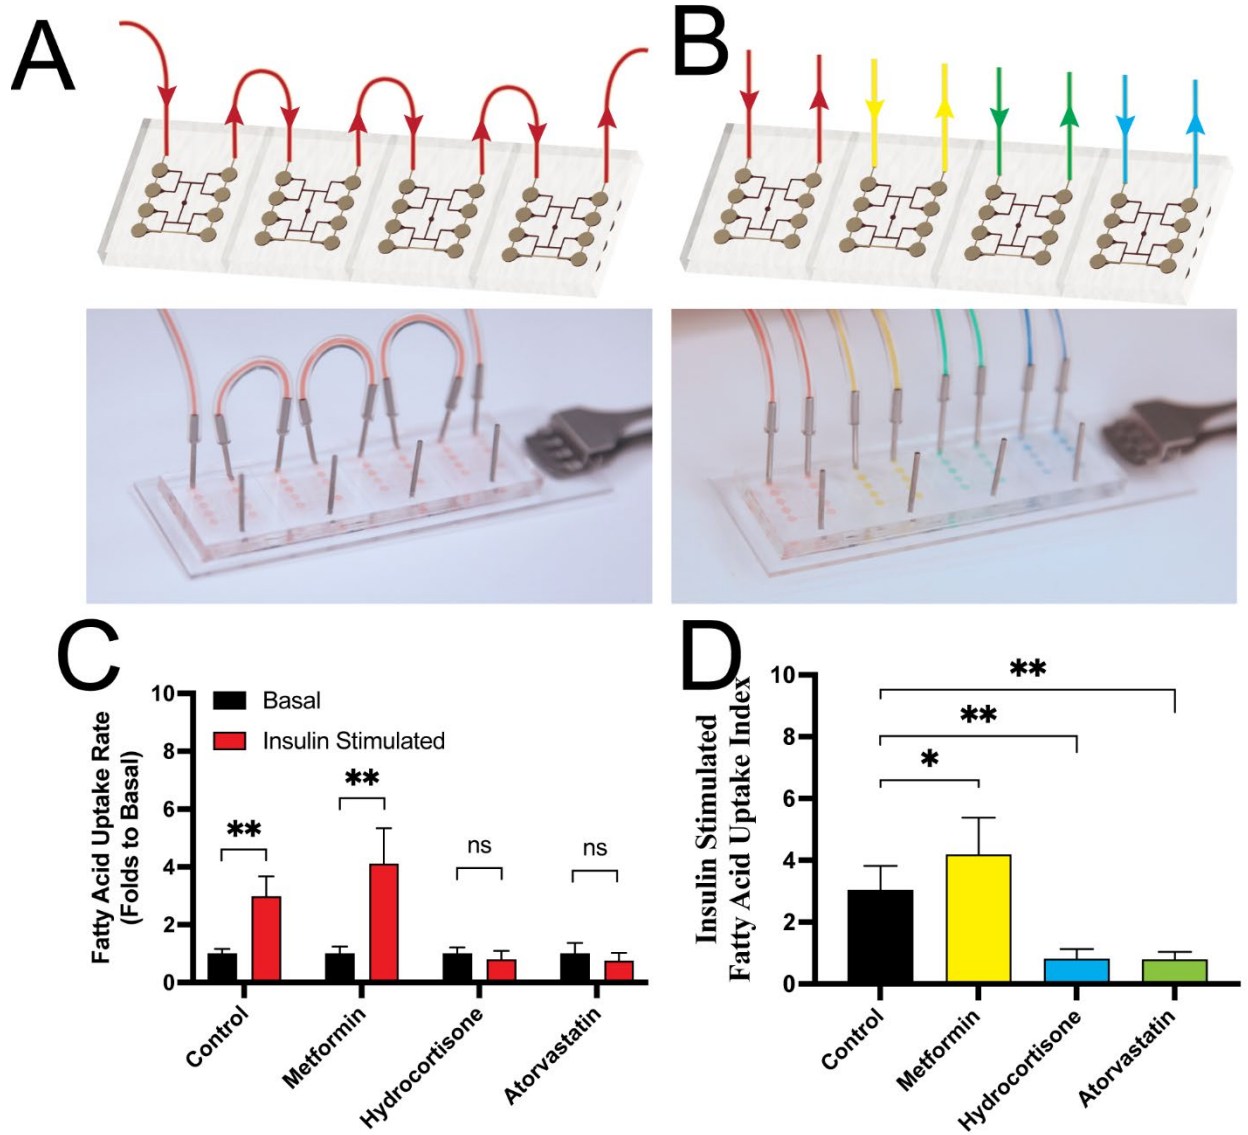 A
B
C
Fatty Acid Uptake Rate
(Folds to Basal)
10
8
6
4
2
0
Basal
Insulin Stimulated
**
**
ns
ns
Control
Metformin
Hydrocortisone
Atorvastatin
D
Insulin Stimulated
Fatty Acid Uptake Index
10
8
6
4
2
0
**
**
*
Control
Metformin
Hydrocortisone
Atorvastatin